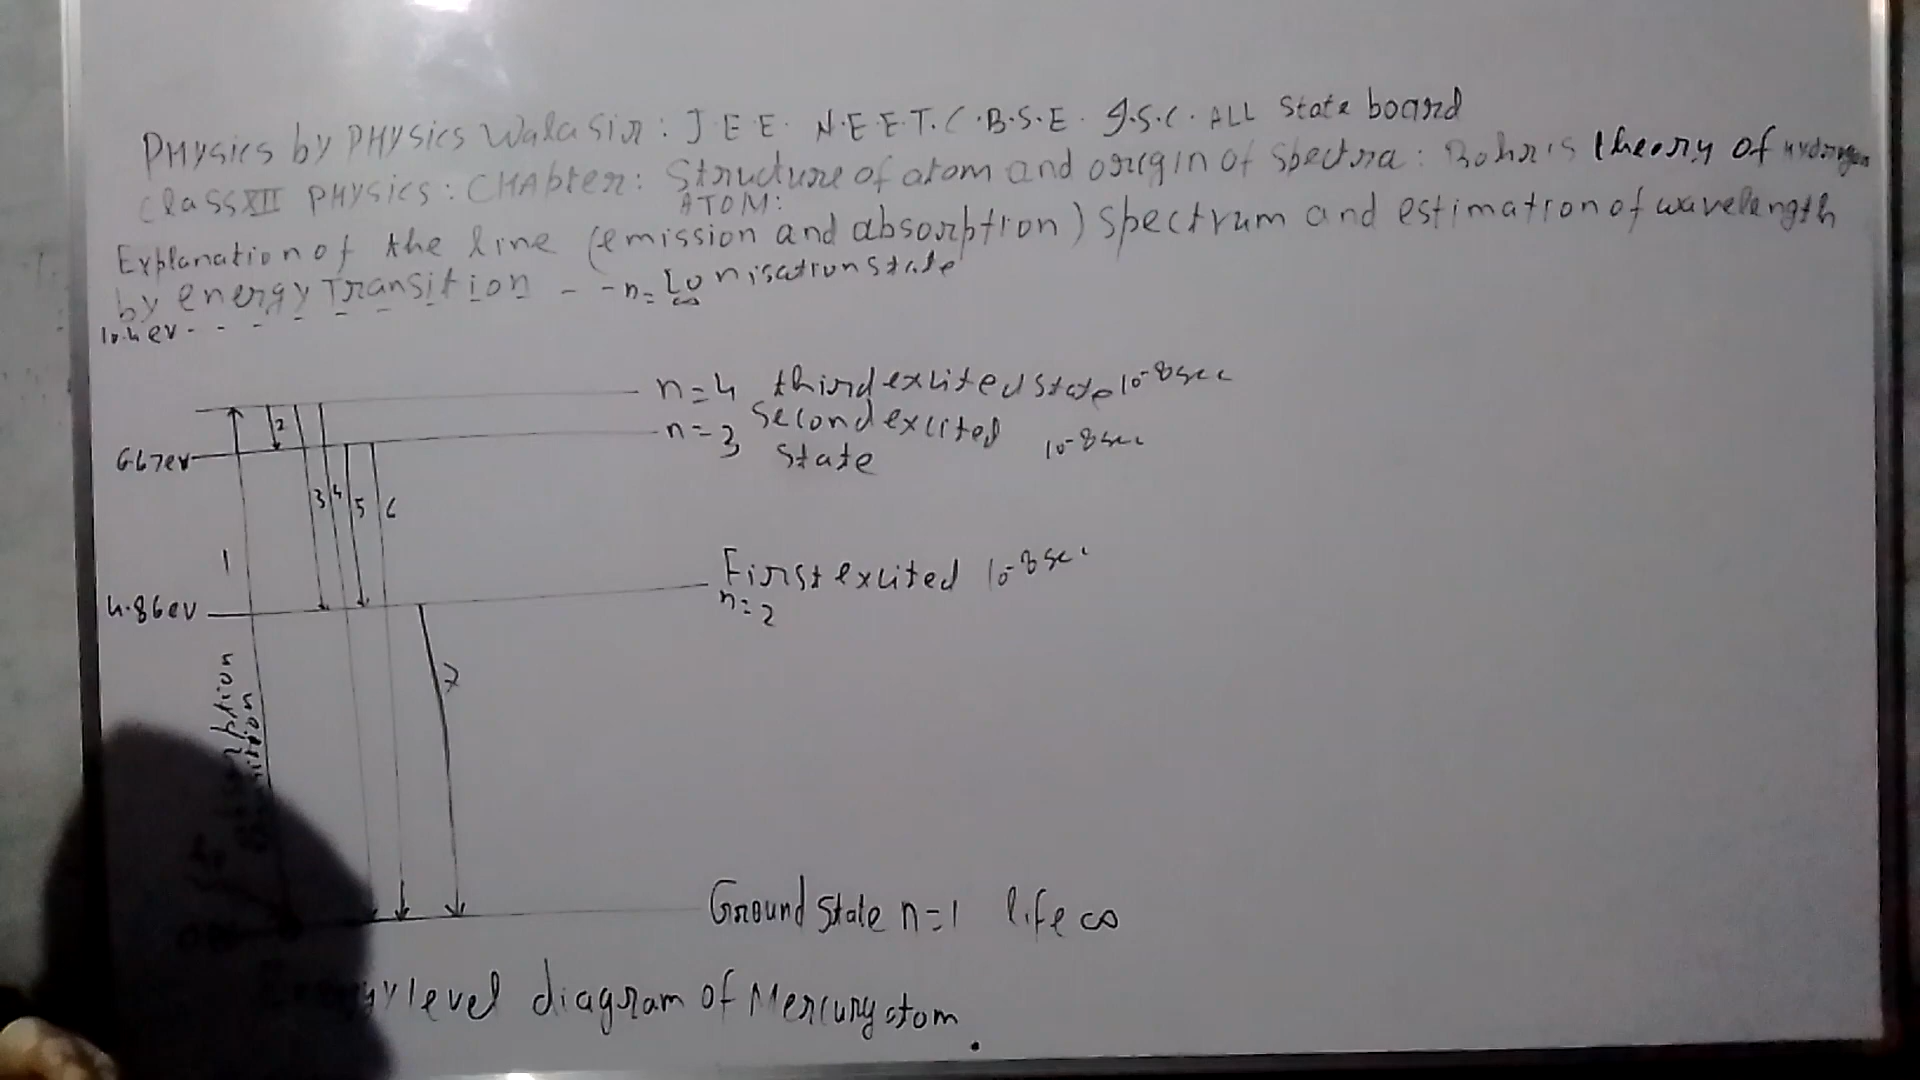 Physics by PHYSICS Wala Sir: J.E.E. N.E.E.T. C.B.S.E. I.S.C. ALL State board
Class XII PHYSICS: CHApter: Structure of atom and origin of spectra: Bohr's theory of Hydrogen
ATOM:
Explanation of the line (emission and absorption) spectrum and estimation of wavelength
by energy Transition - - n=∞ Ionisation state
10.4 ev
n=4 third excited state 10-8 sec
n=3 Second excited state 10-8 sec
6.67 ev
2
3 4 5 6
1
First excited 10-8 sec
n=2
4.86 ev
7
Ground State n=1 life ∞
level diagram of Mercury atom.